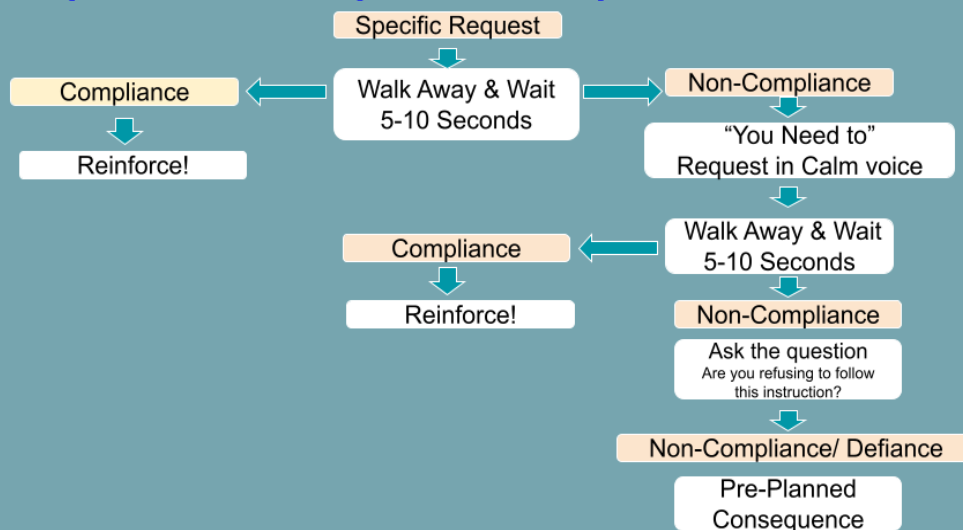 Specific Request
Compliance
Walk Away & Wait
5-10 Seconds
Non-Compliance
Reinforce!
“You Need to”
Request in Calm voice
Compliance
Walk Away & Wait
5-10 Seconds
Reinforce!
Non-Compliance
Ask the question
Are you refusing to follow
this instruction?
Non-Compliance/ Defiance
Pre-Planned
Consequence